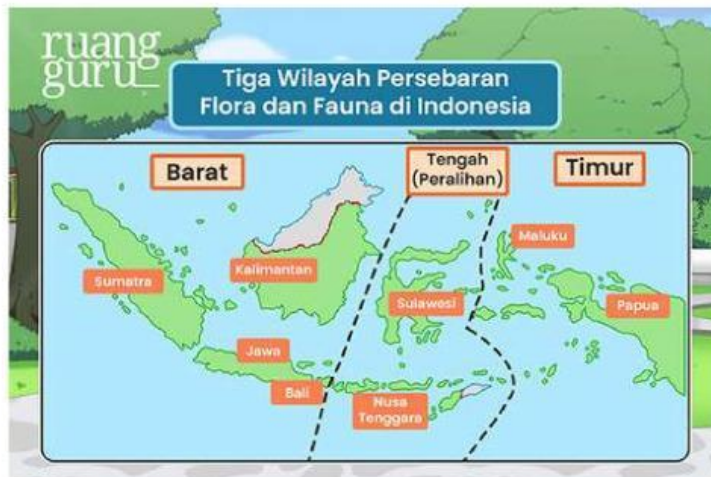 ruang
guru
Tiga Wilayah Persebaran
Flora dan Fauna di Indonesia
Barat
Tengah
(Peralihan)
Timur
Maluku
Sumatra
Kalimantan
Sulawesi
Papua
Jawa
Bali
Nusa
Tenggara